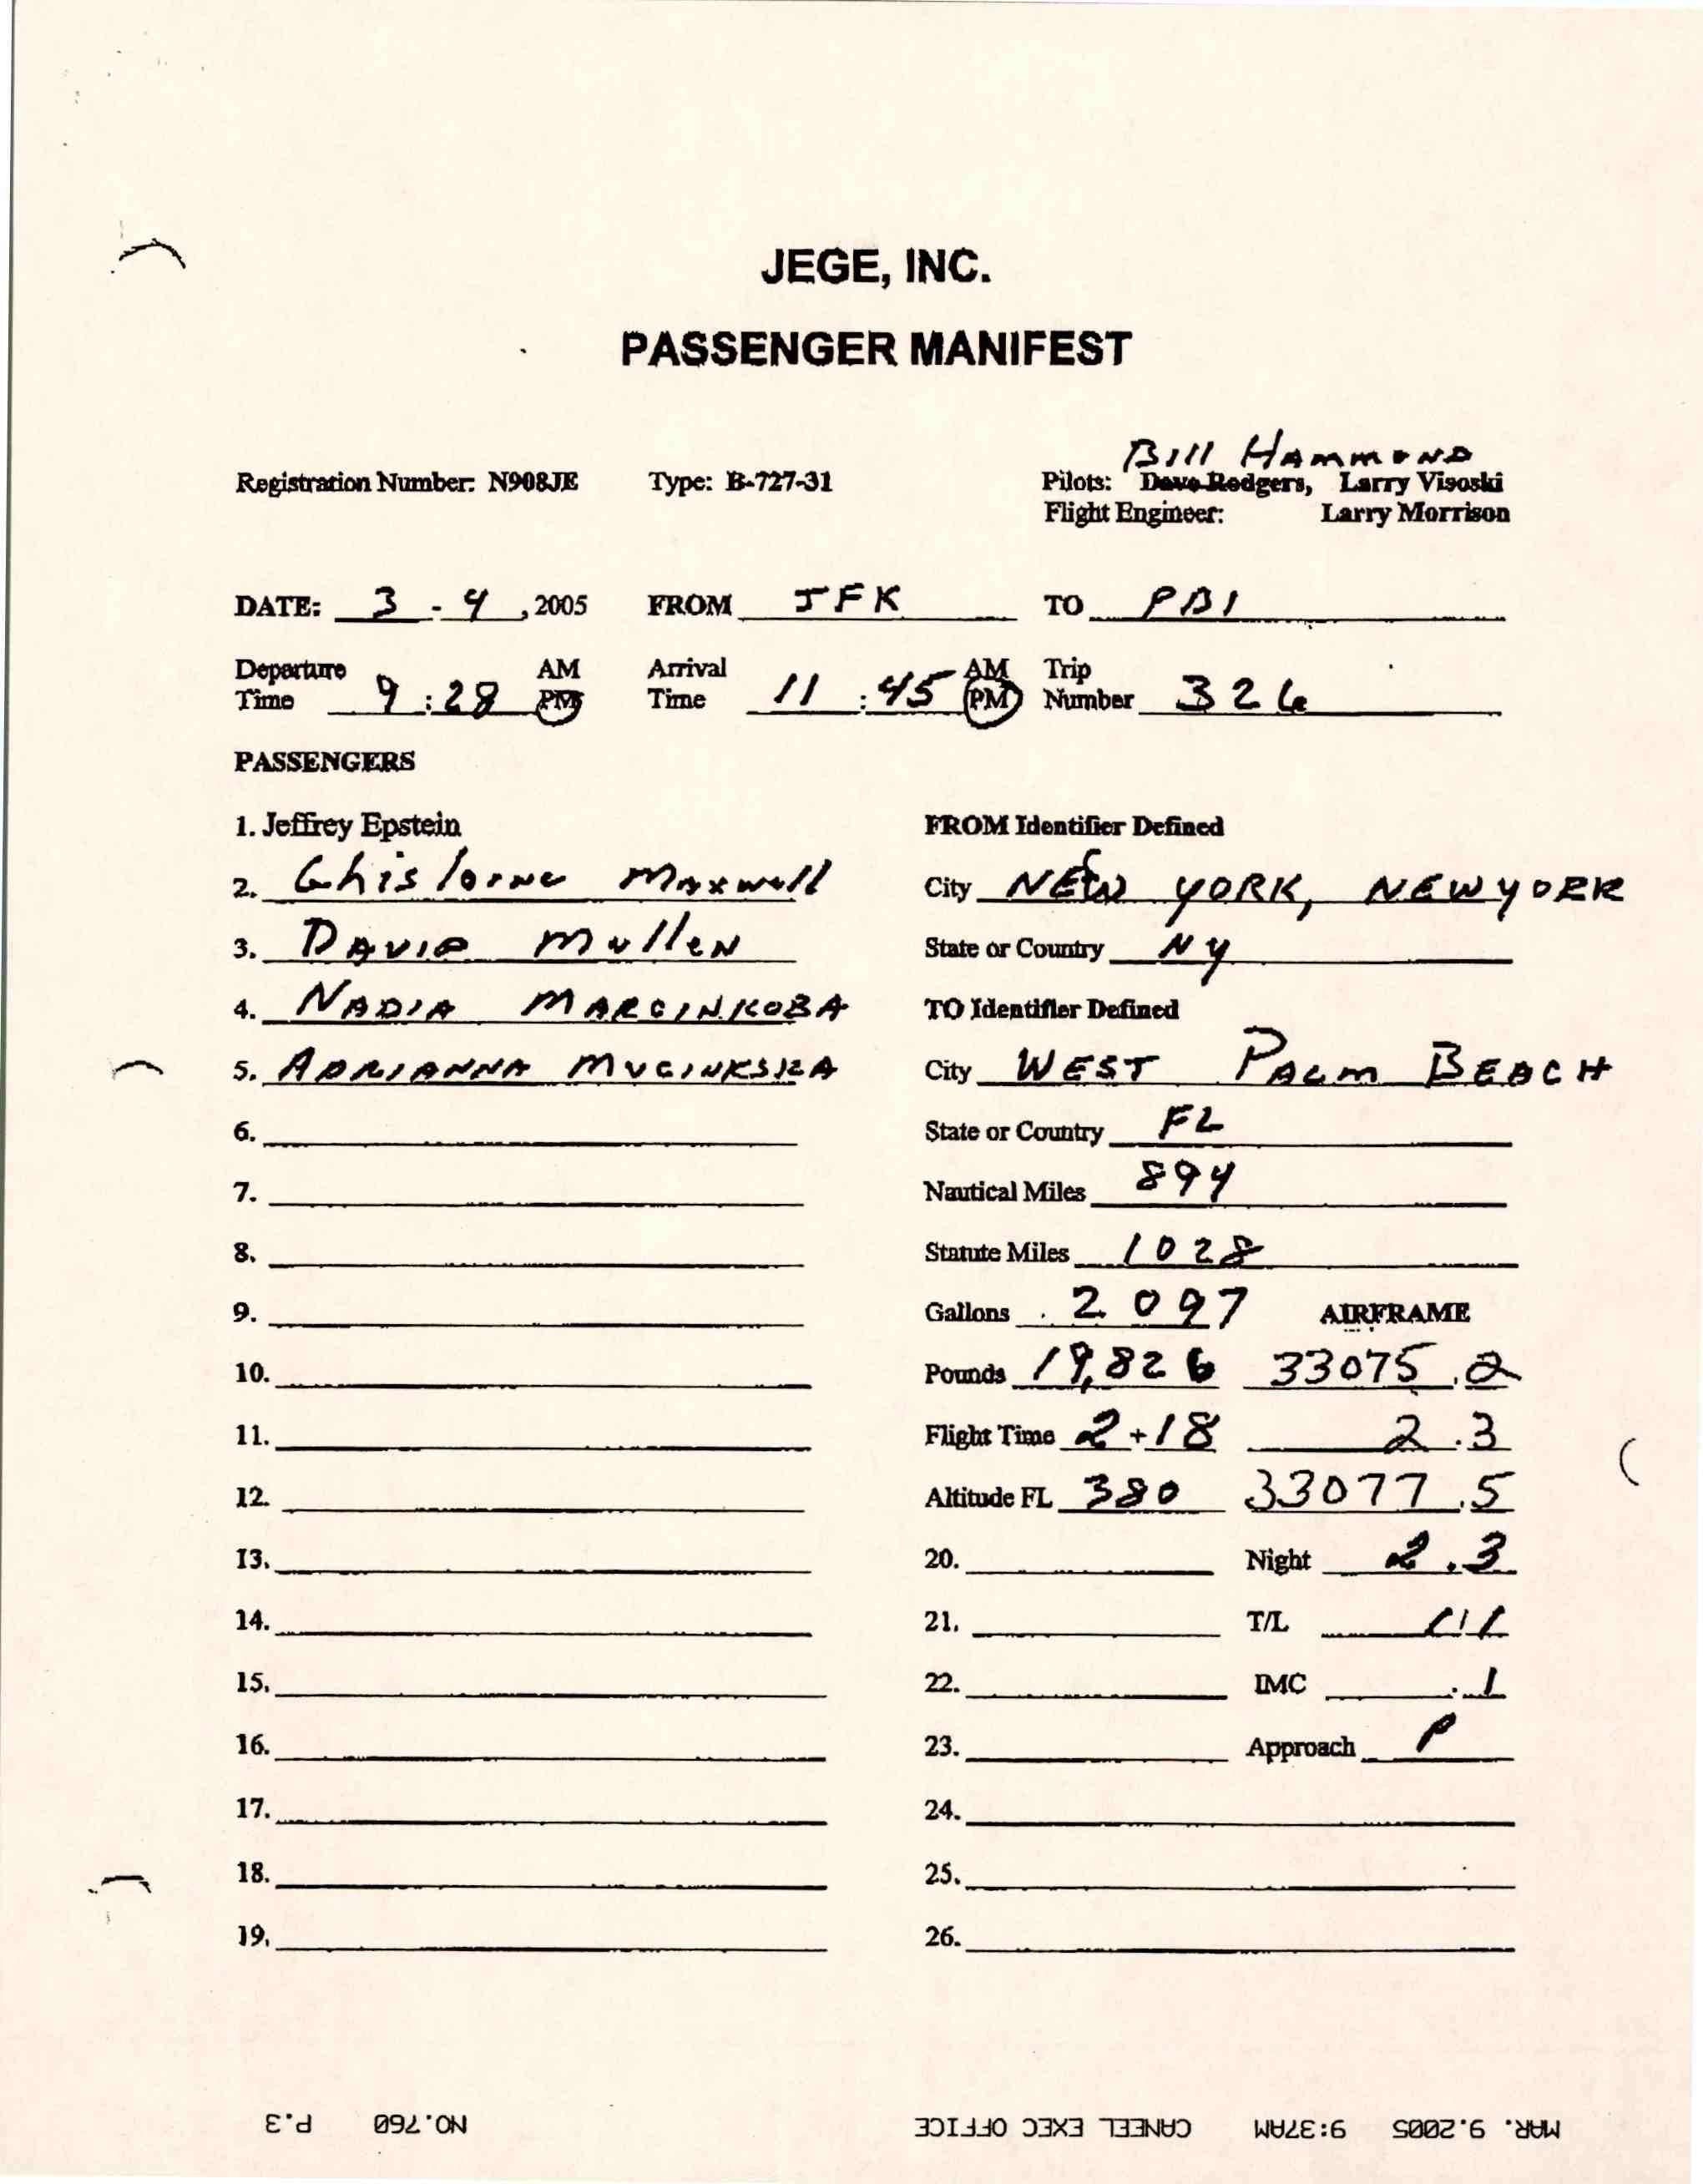 JEGE, INC.
PASSENGER MANIFEST
Bill Hammond
Registration Number: N908JE Type: B-727-31 Pilots: Dave Rodgers, Larry Visoski
Flight Engineer: Larry Morrison
DATE: 3 - 4 , 2005 FROM JFK TO PBI
Departure AM Arrival AM Trip
Time 9 : 28 PM Time 11 : 45 PM Number 326
PASSENGERS
1. Jeffrey Epstein FROM Identifier Defined
2. Ghislaine Maxwell City NEW YORK, NEW YORK
3. DAVID Mullen State or Country NY
4. NADIA MARCINKOBA TO Identifier Defined
5. ADRIANNA MUCINKSKA City WEST PALM BEACH
6. State or Country FL
7. Nautical Miles 894
8. Statute Miles 1028
9. Gallons 2097 AIRFRAME
10. Pounds 19,826 33075.2
11. Flight Time 2+18 2.3
12. Altitude FL 380 33077.5
13. 20. Night 2.3
14. 21. T/L 1/1
15. 22. IMC .1
16. 23. Approach P
17. 24.
18. 25.
19. 26.
MAR. 9.2005 9:37AM CANEEL EXEC OFFICE NO.760 P.3